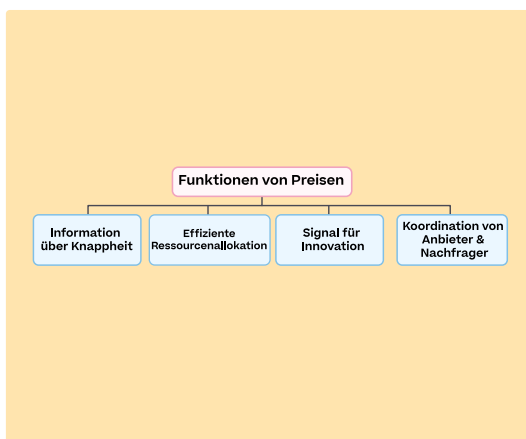 Funktionen von Preisen
Information
über Knappheit
Effiziente
Ressourcenallokation
Signal für
Innovation
Koordination von
Anbieter &
Nachfrager